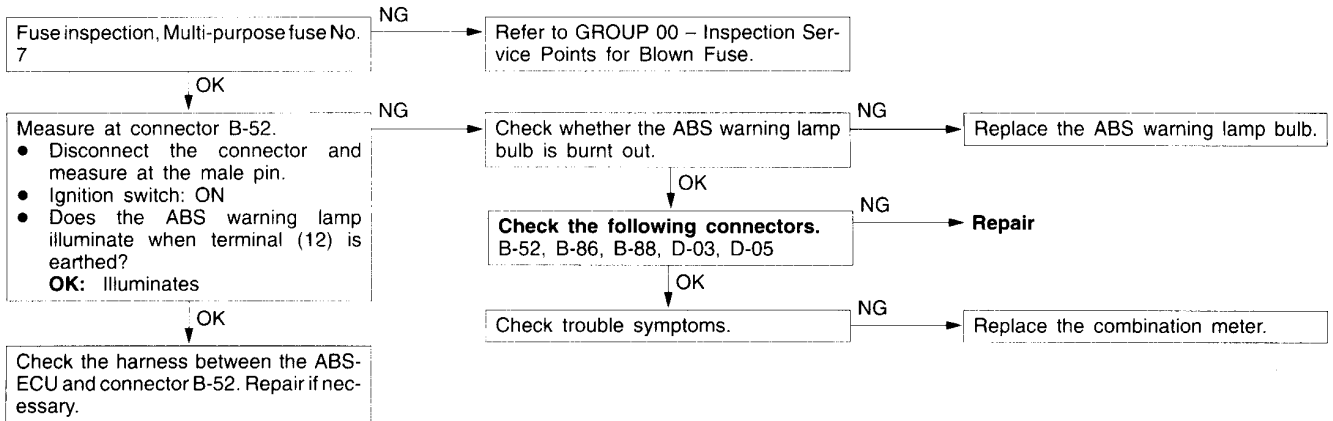 Fuse inspection, Multi-purpose fuse No.
7
NG
Refer to GROUP 00 – Inspection Ser-
vice Points for Blown Fuse.
OK
Measure at connector B-52.
● Disconnect the connector and
measure at the male pin.
● Ignition switch: ON
● Does the ABS warning lamp
illuminate when terminal (12) is
earthed?
OK: Illuminates
NG
Check whether the ABS warning lamp
bulb is burnt out.
NG
Replace the ABS warning lamp bulb.
OK
Check the following connectors.
B-52, B-86, B-88, D-03, D-05
NG
Repair
OK
Check trouble symptoms.
NG
Replace the combination meter.
OK
Check the harness between the ABS-
ECU and connector B-52. Repair if nec-
essary.